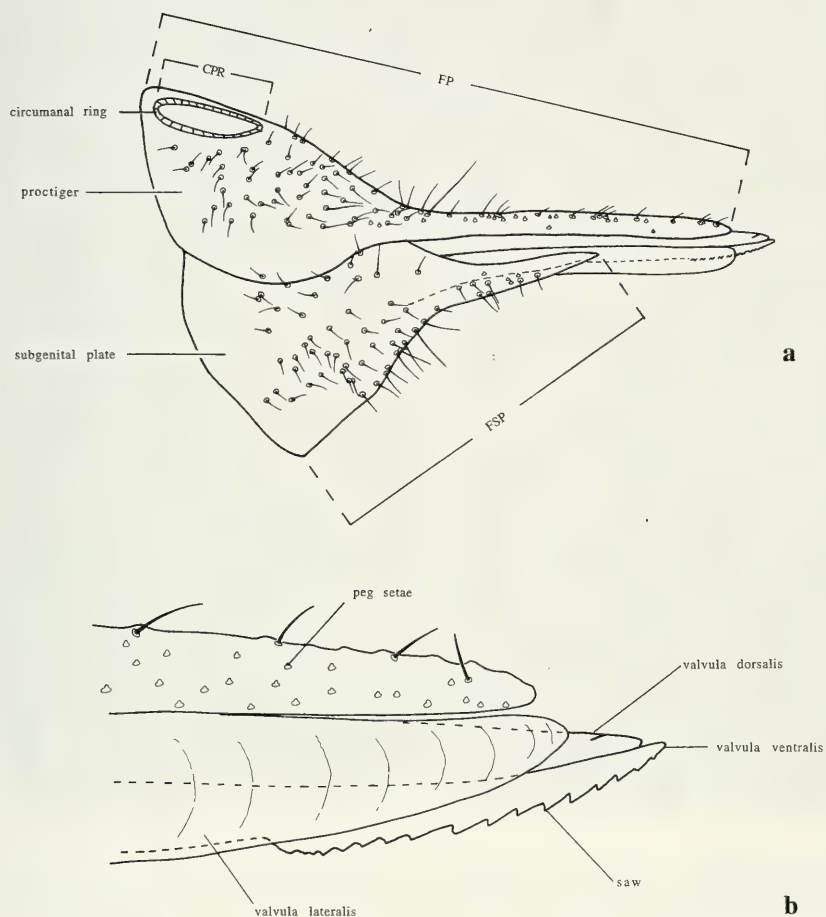 FP
CPR
circumanal ring
proctiger
subgenital plate
a
FSP
peg setae
valvula dorsalis
valvula ventralis
saw
valvula lateralis
b